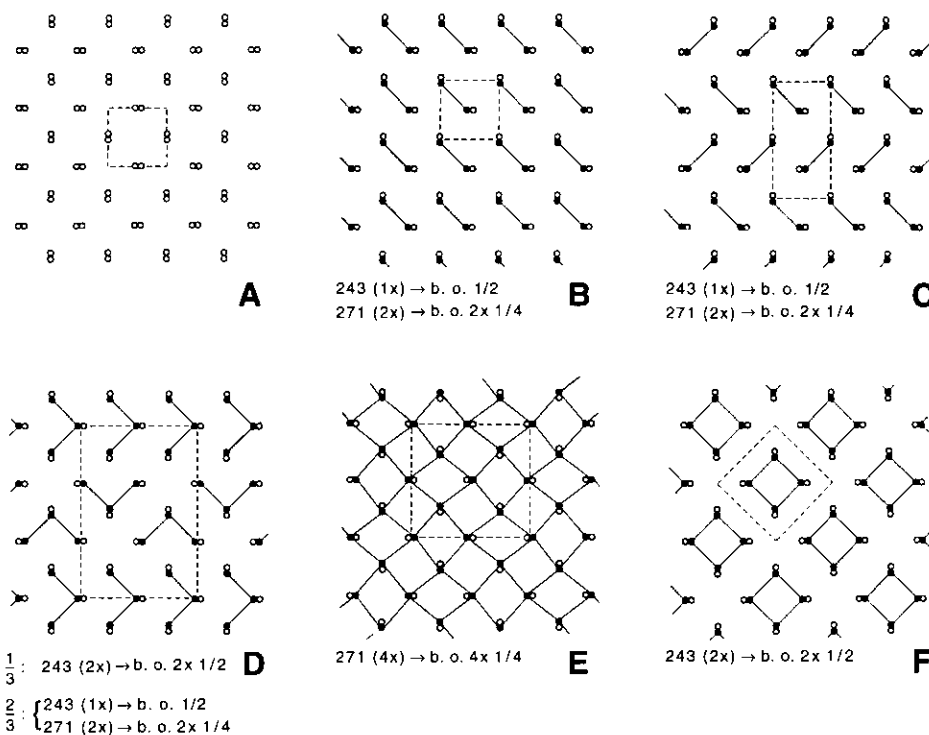 A
B
C
243 (1x) → b. o. 1/2
271 (2x) → b. o. 2x 1/4
243 (1x) → b. o. 1/2
271 (2x) → b. o. 2x 1/4
D
E
F
1/3 : 243 (2x) → b. o. 2x 1/2
2/3 : { 243 (1x) → b. o. 1/2
271 (2x) → b. o. 2x 1/4
271 (4x) → b. o. 4x 1/4
243 (2x) → b. o. 2x 1/2